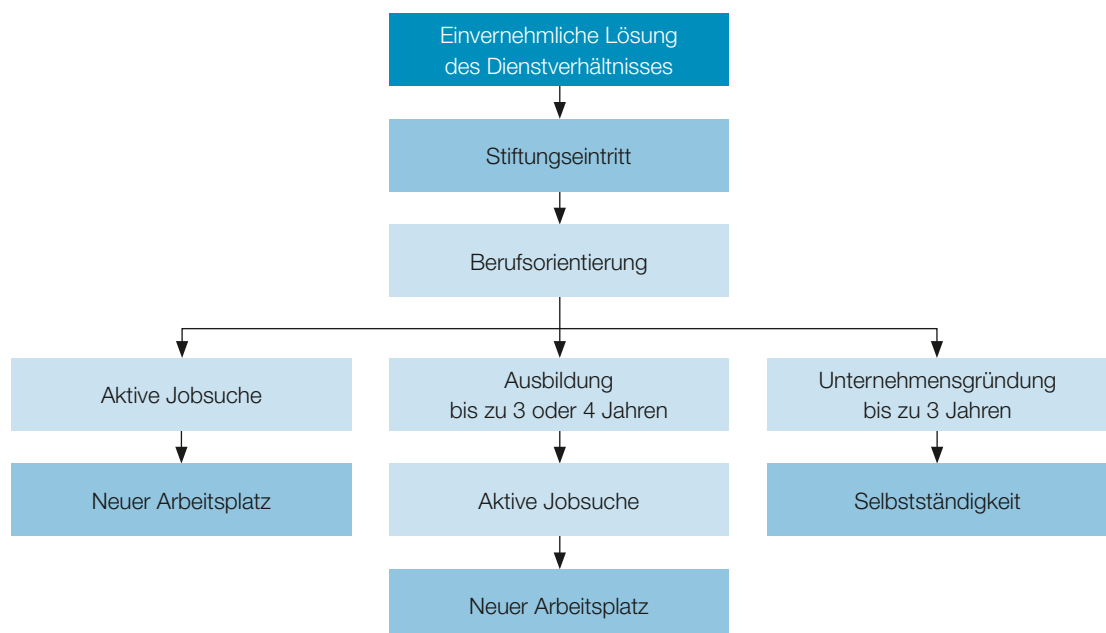 Einvernehmliche Lösung
des Dienstverhältnisses
Stiftungseintritt
Berufsorientierung
Aktive Jobsuche
Ausbildung
bis zu 3 oder 4 Jahren
Unternehmensgründung
bis zu 3 Jahren
Neuer Arbeitsplatz
Aktive Jobsuche
Selbstständigkeit
Neuer Arbeitsplatz